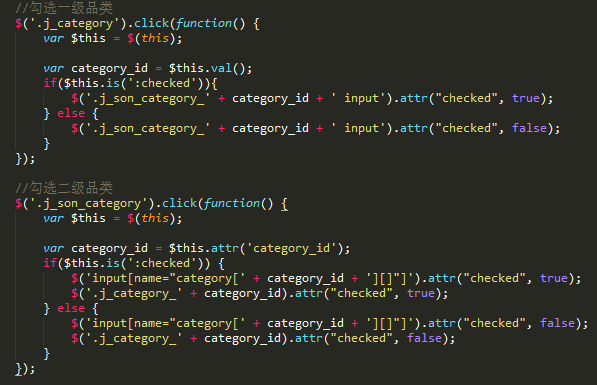 //勾选一级品类
$('.j_category').click(function() {
    var $this = $(this);

    var category_id = $this.val();
    if($this.is(':checked')){
        $('.j_son_category_' + category_id + ' input').attr("checked", true);
    } else {
        $('.j_son_category_' + category_id + ' input').attr("checked", false);
    }
});

//勾选二级品类
$('.j_son_category').click(function() {
    var $this = $(this);

    var category_id = $this.attr('category_id');
    if($this.is(':checked')) {
        $('input[name="category[' + category_id + '][]"]').attr("checked", true);
        $('.j_category_' + category_id).attr("checked", true);
    } else {
        $('input[name="category[' + category_id + '][]"]').attr("checked", false);
        $('.j_category_' + category_id).attr("checked", false);
    }
});